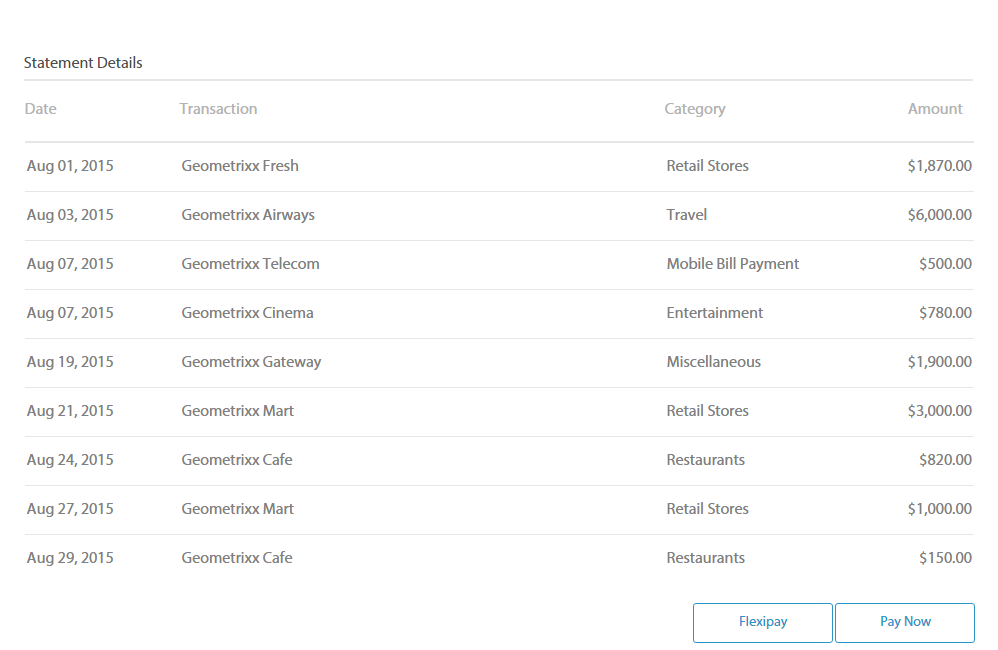 Statement Details
Date Transaction Category Amount
Aug 01, 2015 Geometrixx Fresh Retail Stores $1,870.00
Aug 03, 2015 Geometrixx Airways Travel $6,000.00
Aug 07, 2015 Geometrixx Telecom Mobile Bill Payment $500.00
Aug 07, 2015 Geometrixx Cinema Entertainment $780.00
Aug 19, 2015 Geometrixx Gateway Miscellaneous $1,900.00
Aug 21, 2015 Geometrixx Mart Retail Stores $3,000.00
Aug 24, 2015 Geometrixx Cafe Restaurants $820.00
Aug 27, 2015 Geometrixx Mart Retail Stores $1,000.00
Aug 29, 2015 Geometrixx Cafe Restaurants $150.00
Flexipay Pay Now